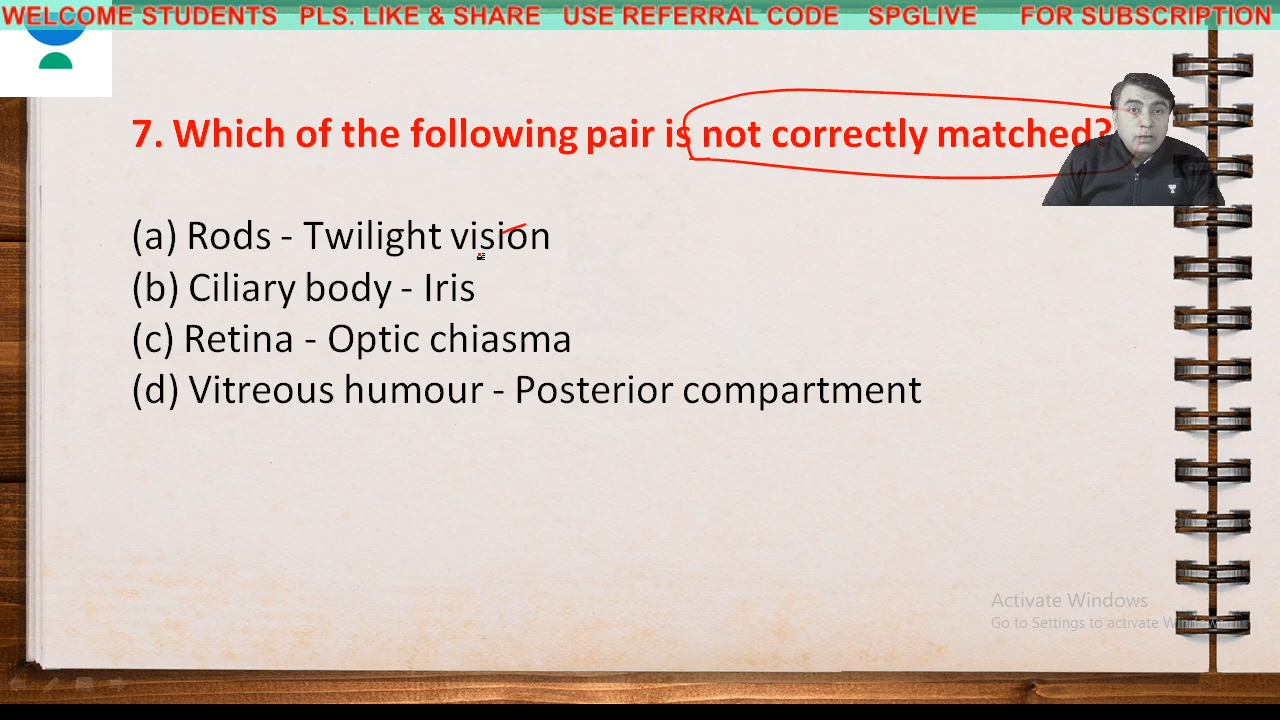 WELCOME STUDENTS PLS. LIKE & SHARE USE REFERRAL CODE SPGLIVE FOR SUBSCRIPTION
7. Which of the following pair is not correctly matched?
(a) Rods - Twilight vision
(b) Ciliary body - Iris
(c) Retina - Optic chiasma
(d) Vitreous humour - Posterior compartment
Activate Windows
Go to Settings to activate